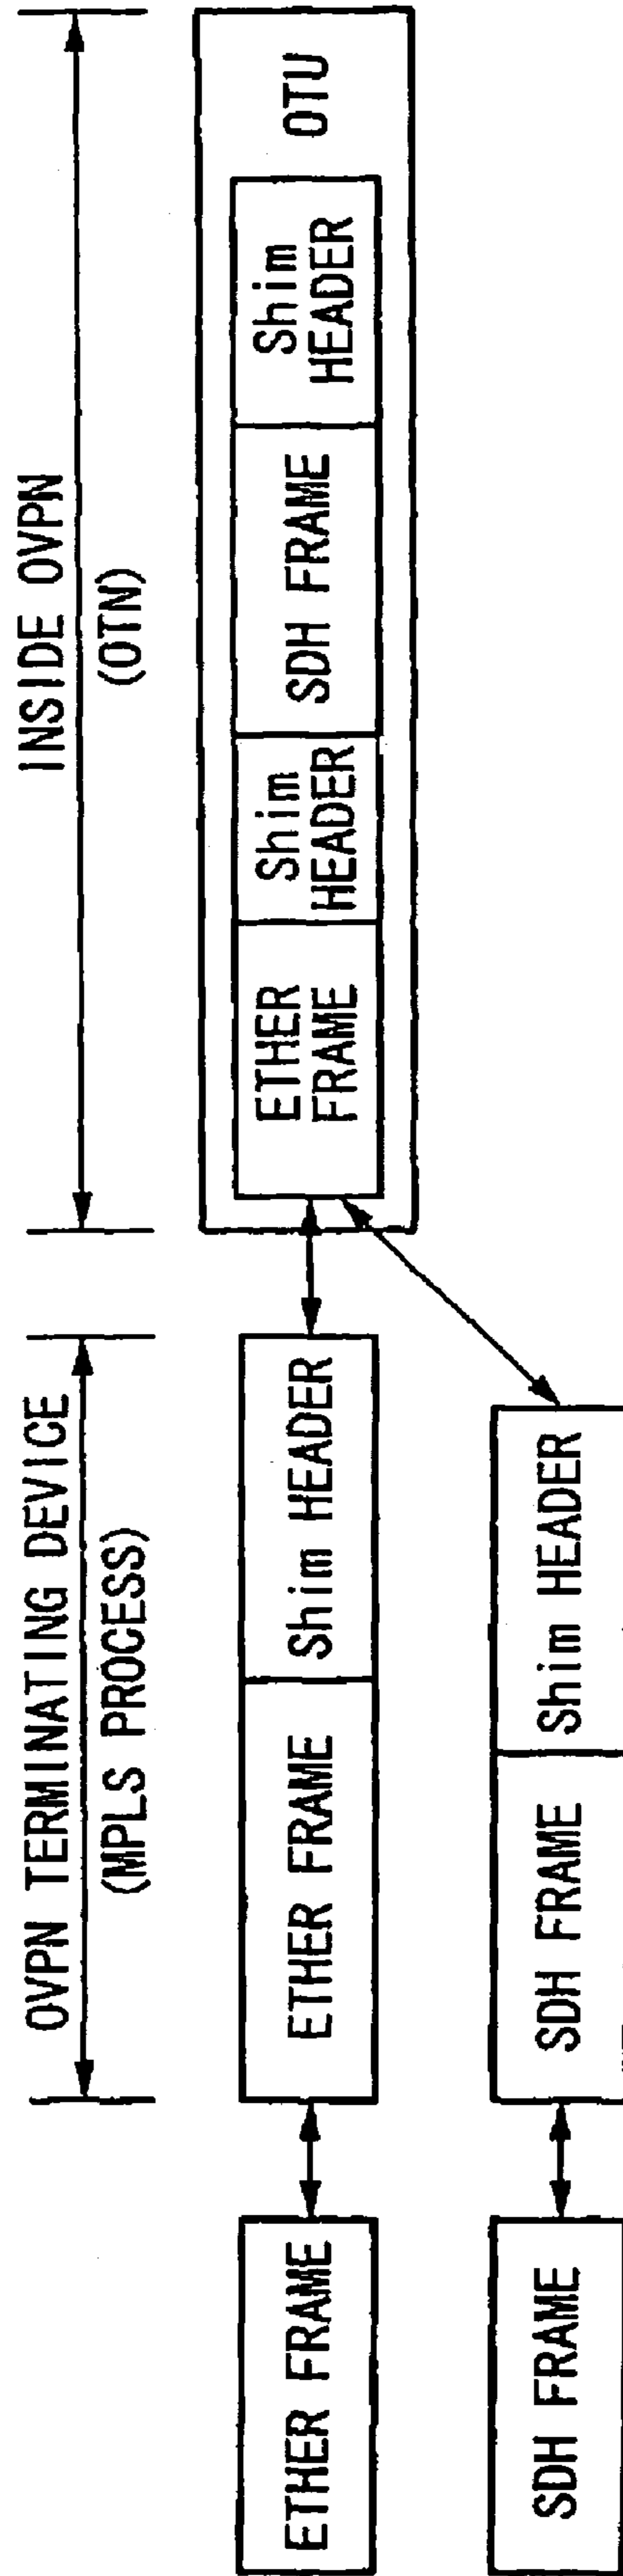 OVPN TERMINATING DEVICE
(MPLS PROCESS)
INSIDE OVPN
(OTN)
ETHER FRAME
ETHER FRAME
Shim HEADER
ETHER
FRAME
Shim
HEADER
SDH FRAME
Shim
HEADER
OTU
SDH FRAME
SDH FRAME
Shim HEADER